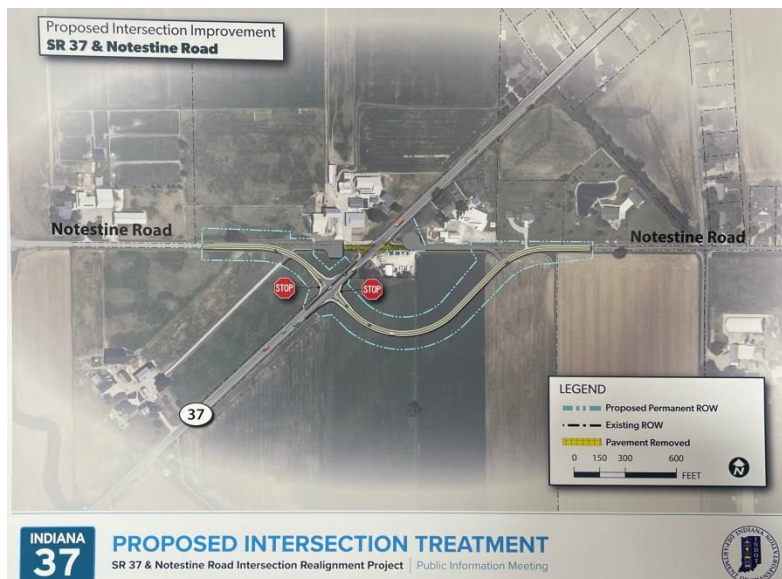 Proposed Intersection Improvement
SR 37 & Notestine Road
Notestine Road
Notestine Road
STOP
STOP
37
LEGEND
Proposed Permanent ROW
Existing ROW
Pavement Removed
0 150 300 600
FEET
N
INDIANA
37
PROPOSED INTERSECTION TREATMENT
SR 37 & Notestine Road Intersection Realignment Project | Public Information Meeting
INDIANA DEPARTMENT